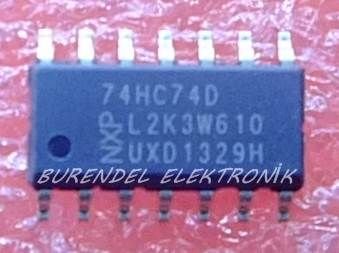 74HC74D
NXP
L2K3W610
UXD1329H
BURENDEL ELEKTRONİK